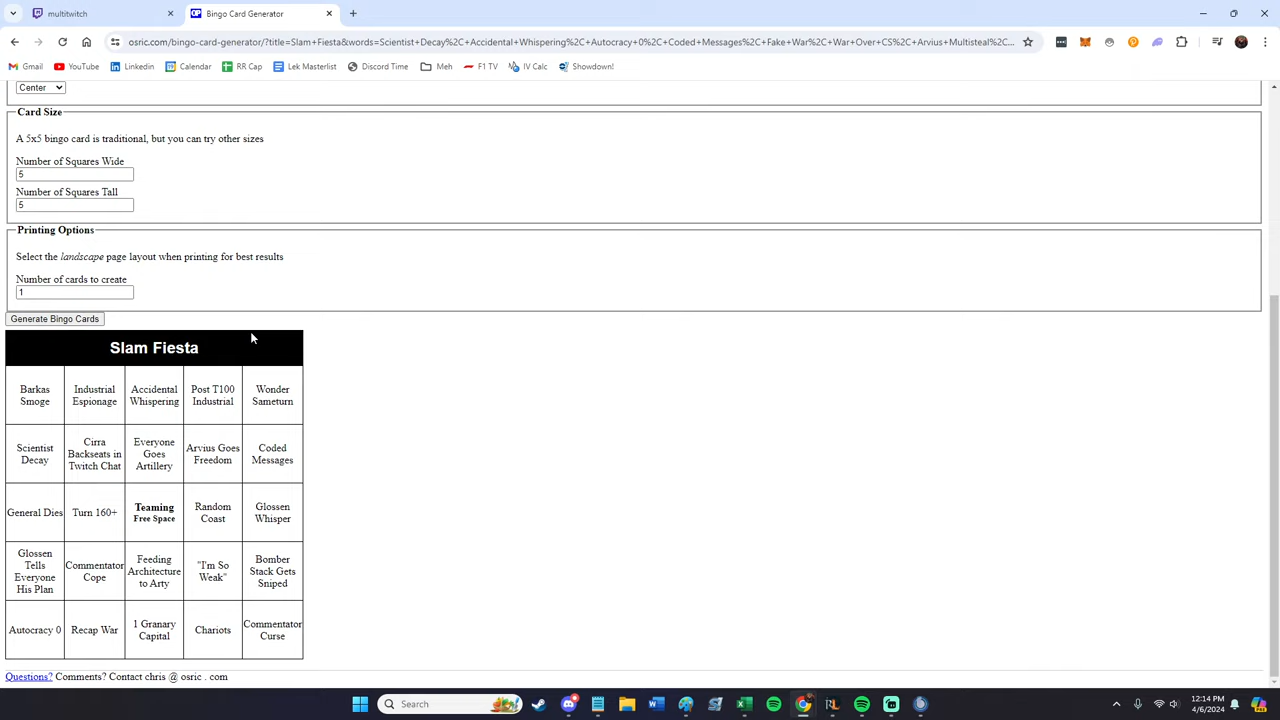 multitwitch
Bingo Card Generator
osric.com/bingo-card-generator/?title=Slam+Fiesta&words=Scientist+Decay%2C+Accidental+Whispering%2C+Autocracy+0%2C+Coded+Messages%2C+Fake+War%2C+War+Over+CS%2C+Arvius+Multisteal%2C...
Gmail YouTube Linkedin Calendar RR Cap Lek Masterlist Discord Time Meh F1 TV IV Calc Showdown!
Center
Card Size
A 5x5 bingo card is traditional, but you can try other sizes
Number of Squares Wide
5
Number of Squares Tall
5
Printing Options
Select the landscape page layout when printing for best results
Number of cards to create
1
Generate Bingo Cards
Slam Fiesta
Barkas
Smoge
Industrial
Espionage
Accidental
Whispering
Post T100
Industrial
Wonder
Sameturn
Scientist
Decay
Cirra
Backseats in
Twitch Chat
Everyone
Goes
Artillery
Arvius Goes
Freedom
Coded
Messages
General Dies
Turn 160+
Teaming
Free Space
Random
Coast
Glossen
Whisper
Glossen
Tells
Everyone
His Plan
Commentator
Cope
Feeding
Architecture
to Arty
"I'm So
Weak"
Bomber
Stack Gets
Sniped
Autocracy 0
Recap War
1 Granary
Capital
Chariots
Commentator
Curse
Questions? Comments? Contact chris @ osric . com
Search
12:14 PM
4/6/2024